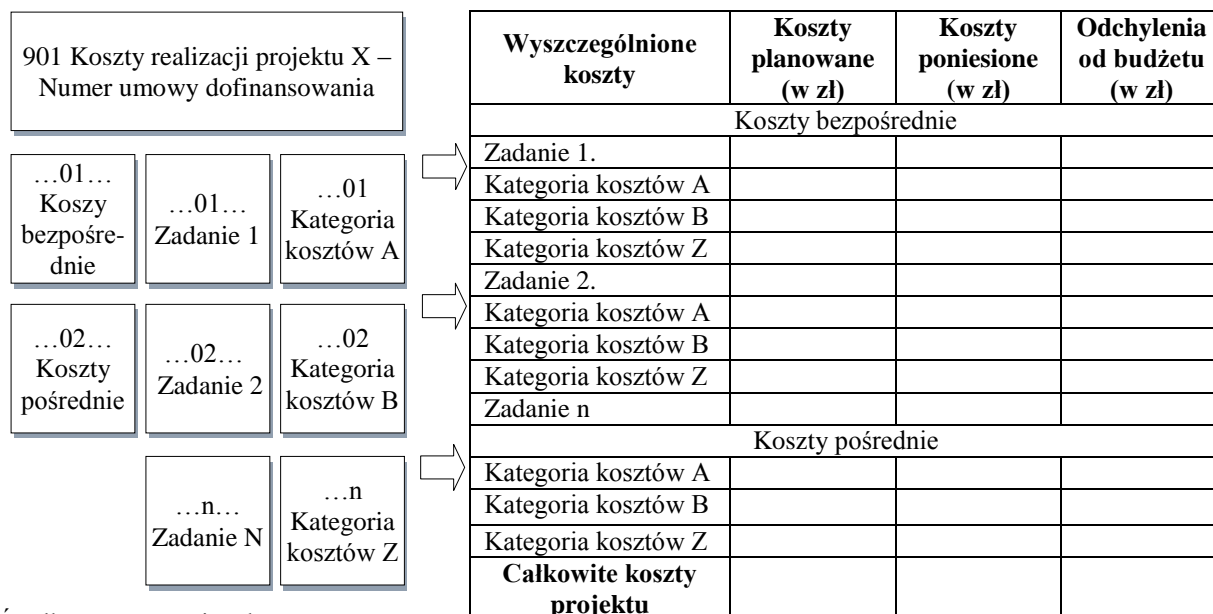 901 Koszty realizacji projektu X –
Numer umowy dofinansowania
…01…
Koszy
bezpośre-
dnie
…01…
Zadanie 1
…01
Kategoria
kosztów A
…02…
Koszty
pośrednie
…02…
Zadanie 2
…02
Kategoria
kosztów B
…n…
Zadanie N
…n
Kategoria
kosztów Z
Wyszczególnione
koszty
Koszty
planowane
(w zł)
Koszty
poniesione
(w zł)
Odchylenia
od budżetu
(w zł)
Koszty bezpośrednie
Zadanie 1.
Kategoria kosztów A
Kategoria kosztów B
Kategoria kosztów Z
Zadanie 2.
Kategoria kosztów A
Kategoria kosztów B
Kategoria kosztów Z
Zadanie n
Koszty pośrednie
Kategoria kosztów A
Kategoria kosztów B
Kategoria kosztów Z
Całkowite koszty
projektu